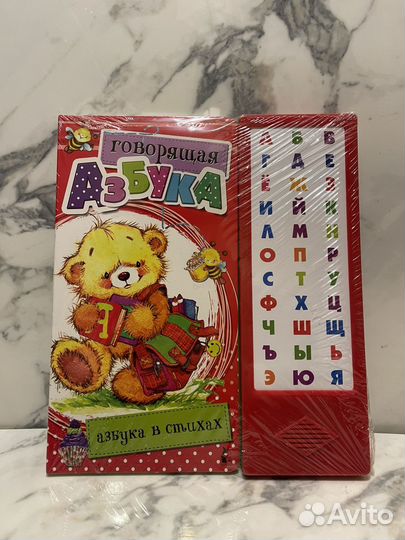 говорящая
АЗБУКА
азбука в стихах
А Б В
Г Д Е
Ё Ж З
И Й К
Л М Н
О П Р
С Т У
Ф Х Ц
Ч Ш Щ
Ъ Ы Ь
Э Ю Я
Avito